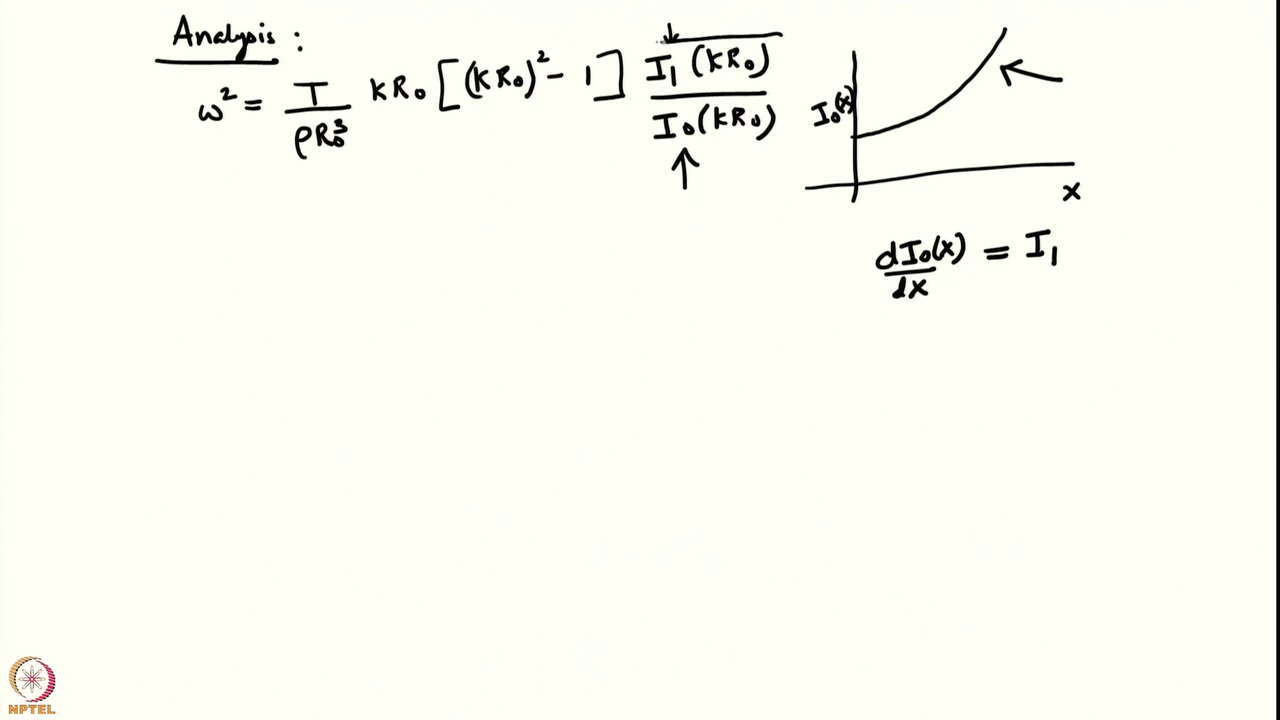 Analysis :
ω² = T/ρR₀³ kR₀ [(kR₀)² - 1] I₁(kR₀)/I₀(kR₀)
I₀(x)
x
dI₀(x)/dx = I₁
NPTEL